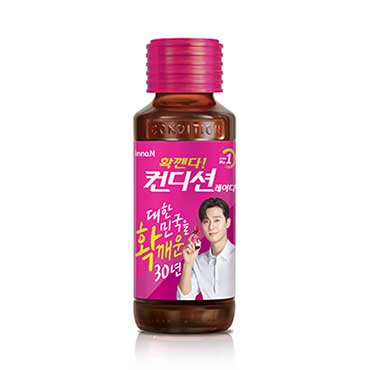 CONDITION
inno.N
No.1
확깬다!
컨디션 레이디
대한
민국을
확 깨운
30년